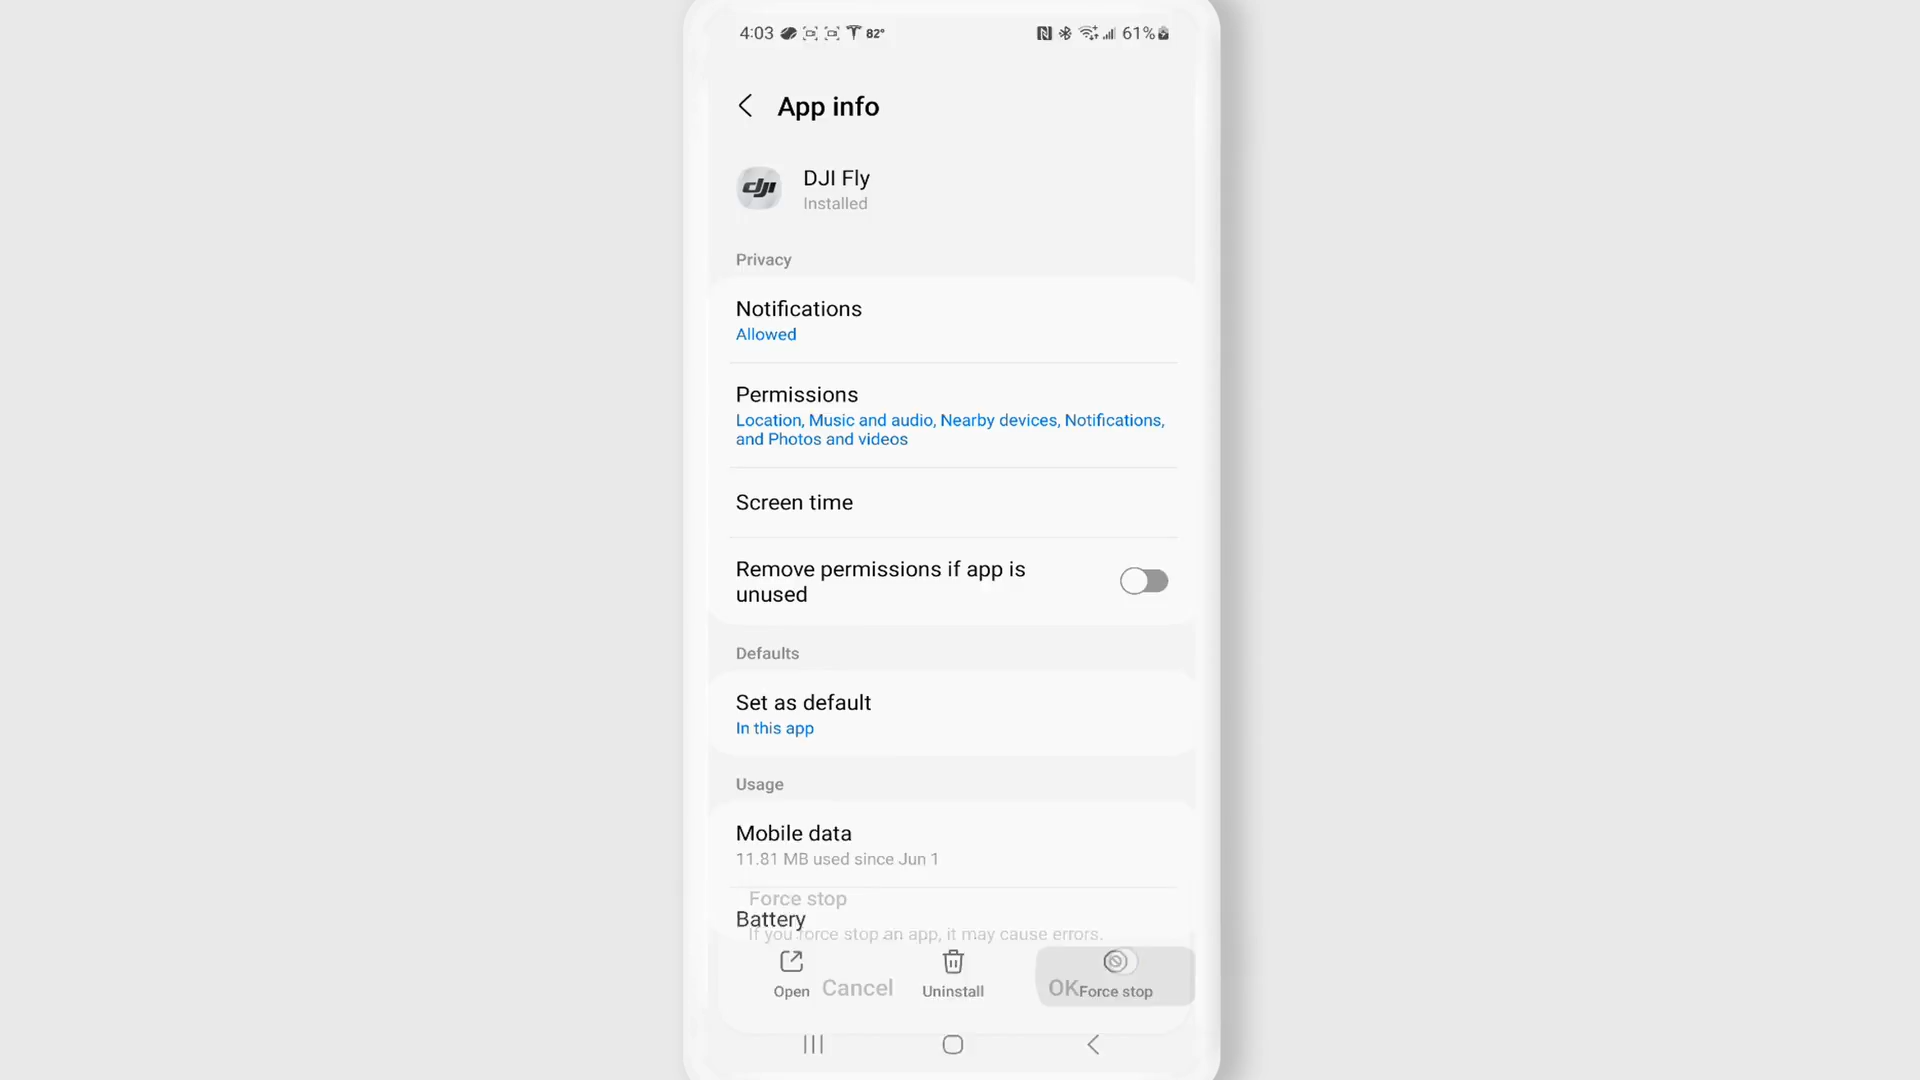 4:03 82° 61%
App info
dji
DJI Fly
Installed
Privacy
Notifications
Allowed
Permissions
Location, Music and audio, Nearby devices, Notifications,
and Photos and videos
Screen time
Remove permissions if app is
unused
Defaults
Set as default
In this app
Usage
Mobile data
11.81 MB used since Jun 1
Force stop
Battery
If you force stop an app, it may cause errors.
Open Cancel Uninstall OK Force stop